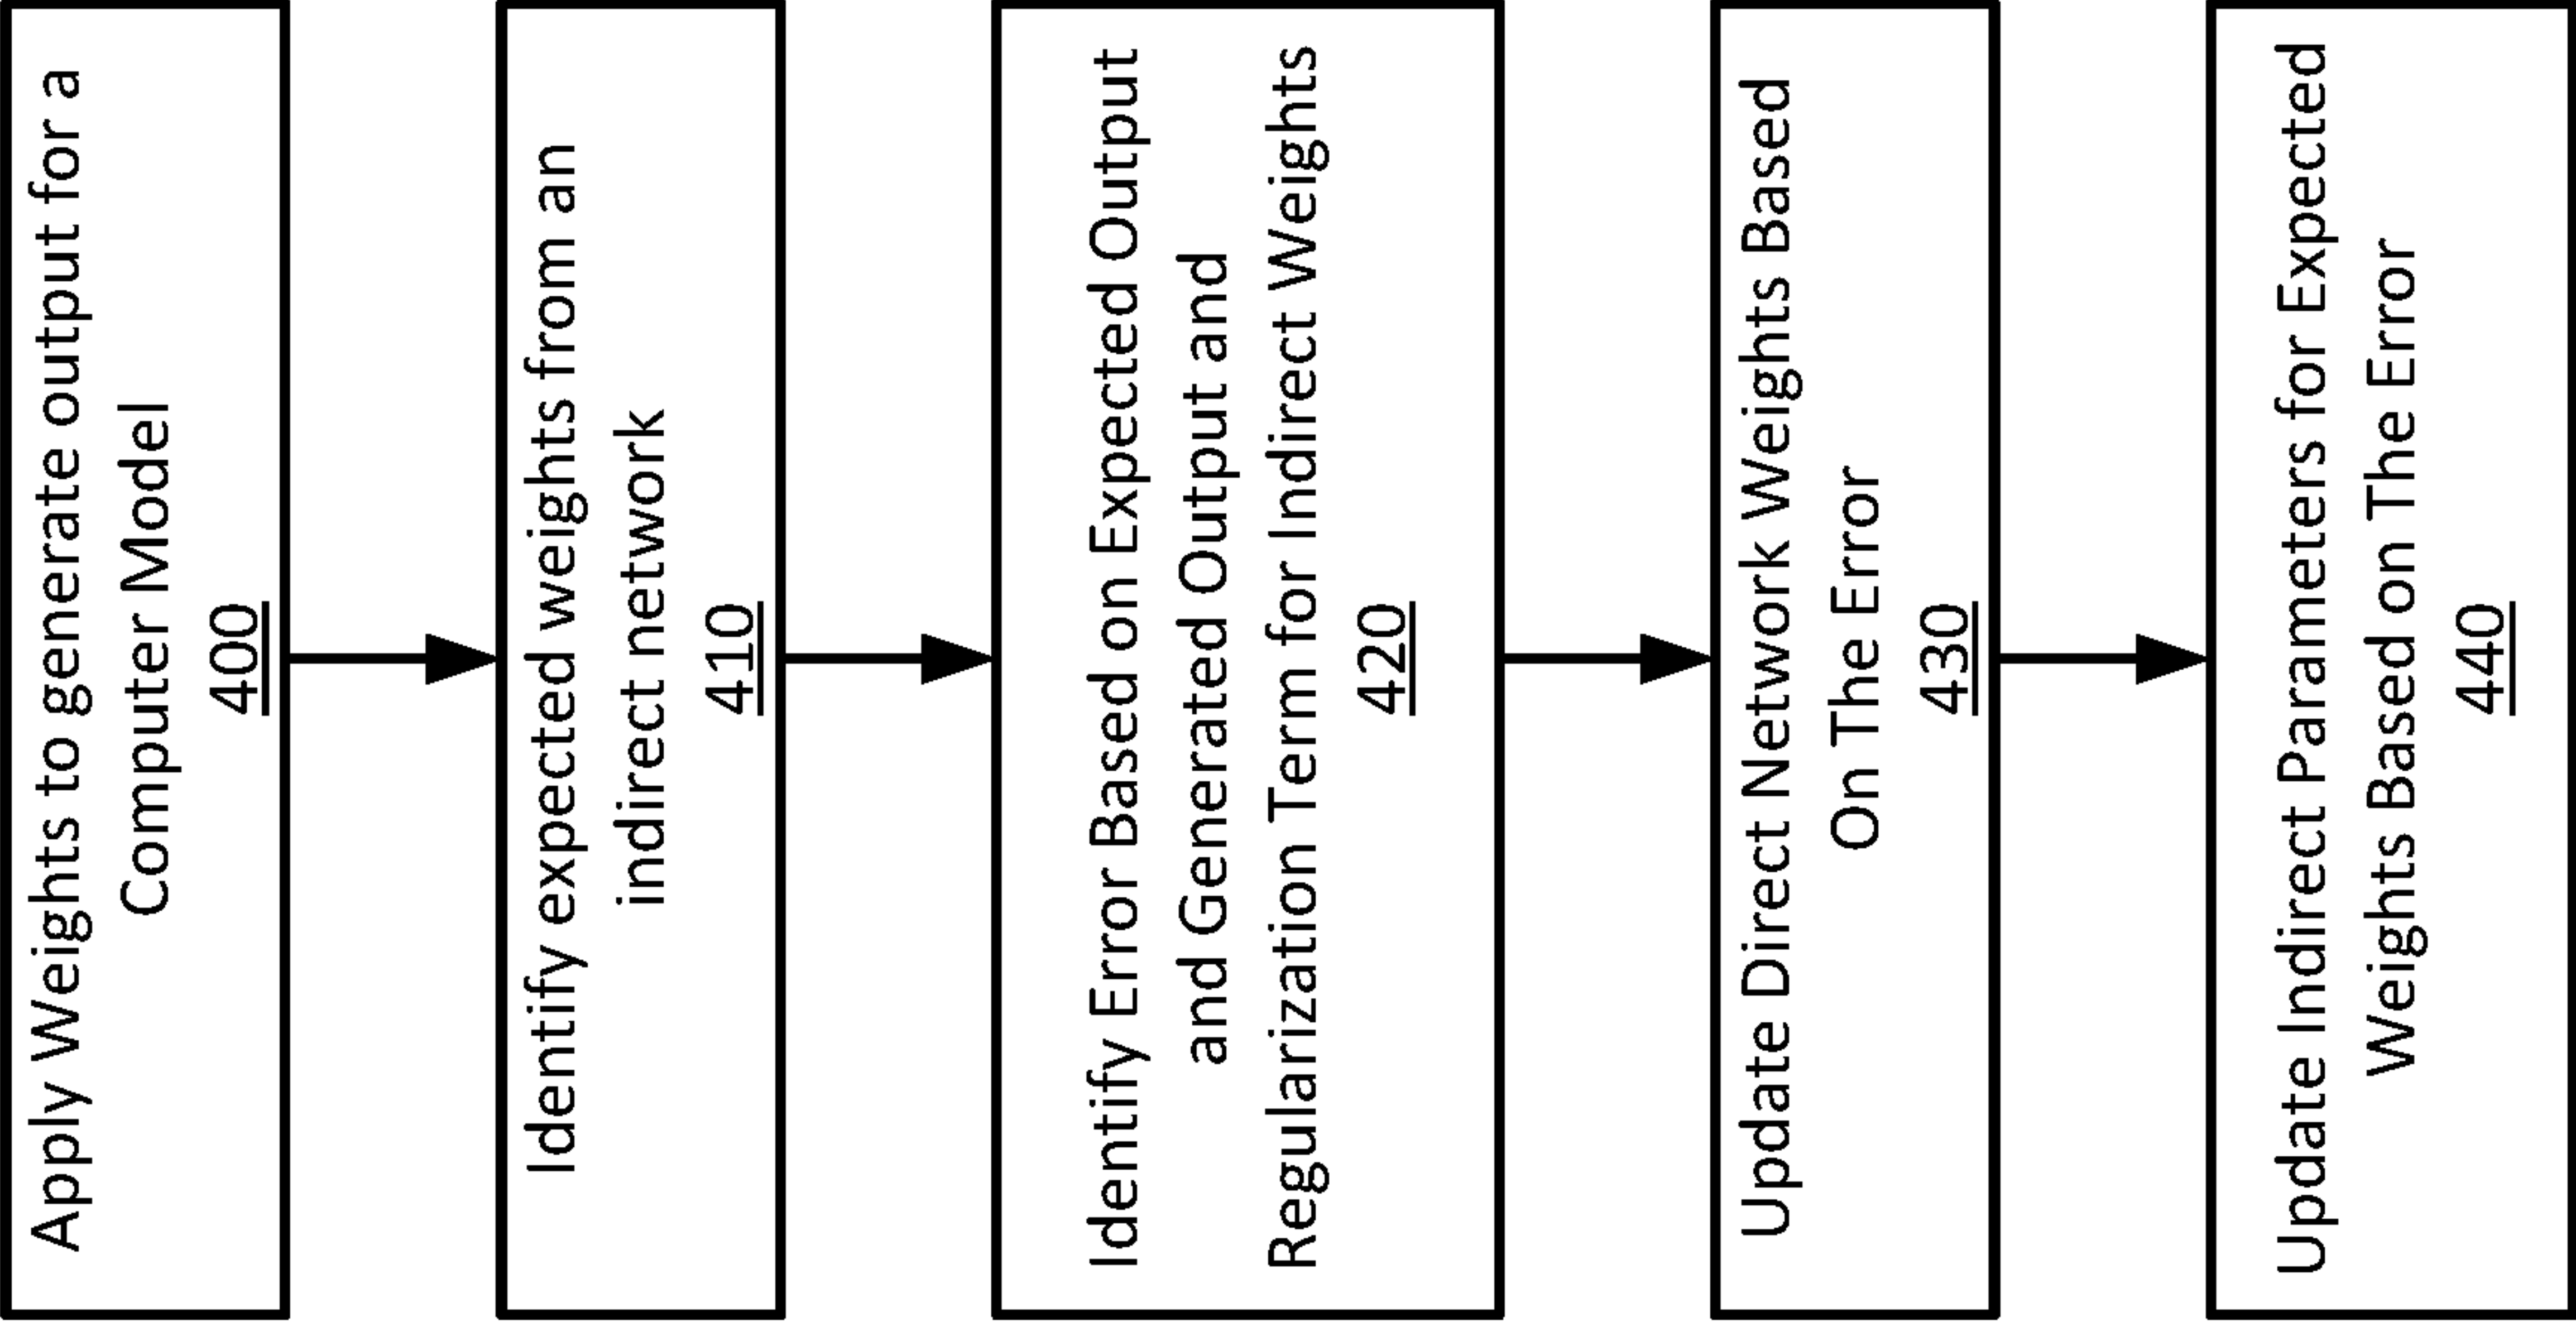 Apply Weights to generate output for a
Computer Model
400
Identify expected weights from an
indirect network
410
Identify Error Based on Expected Output
and Generated Output and
Regularization Term for Indirect Weights
420
Update Direct Network Weights Based
On The Error
430
Update Indirect Parameters for Expected
Weights Based on The Error
440